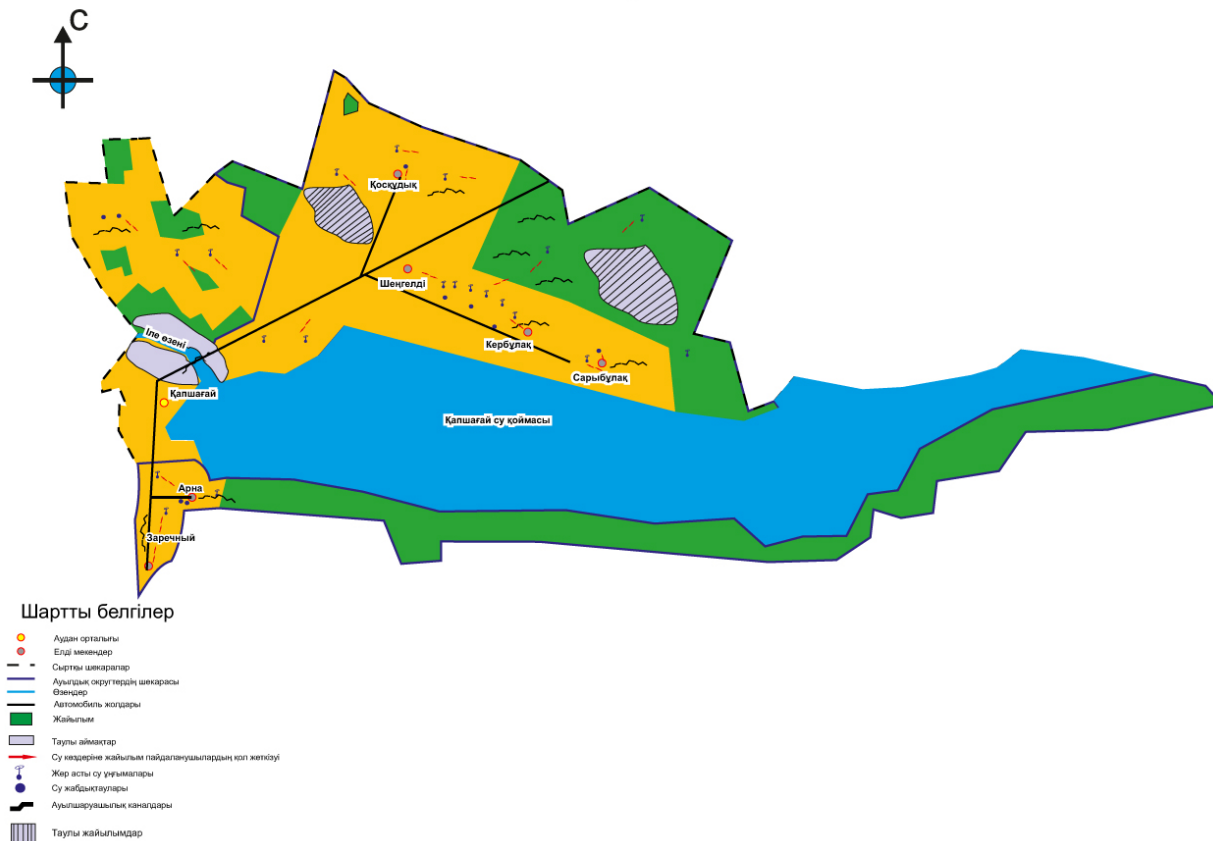 С
Қосқұдық
Шеңгелді
Іле өзені
Кербұлақ
Сарыбұлақ
Қапшағай
Қапшағай су қоймасы
Арна
Заречный
Шартты белгілер
Аудан орталығы
Елді мекендер
Сыртқы шекаралар
Ауылдық округтердің шекарасы
Өзендер
Автомобиль жолдары
Жайылым
Таулы аймақтар
Су көздеріне жайылым пайдаланушылардың қол жеткізуі
Жер асты су ұңғымалары
Су жабдықтаулары
Ауылшаруашылық каналдары
Таулы жайылымдар